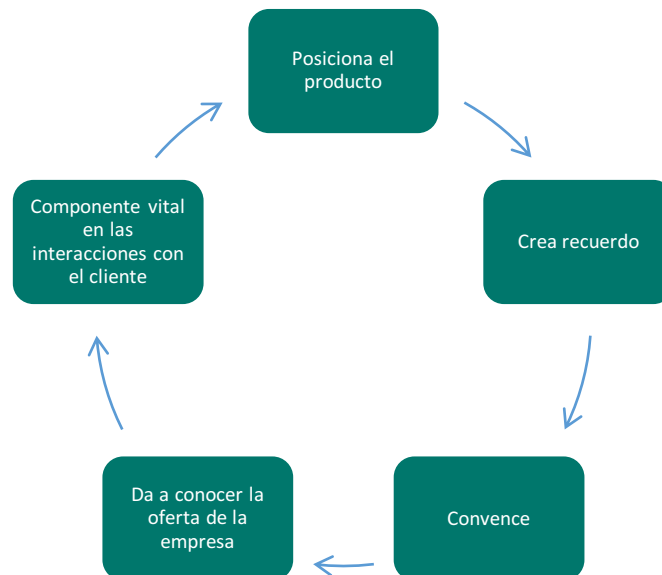 Posiciona el
producto
Crea recuerdo
Convence
Da a conocer la
oferta de la
empresa
Componente vital
en las
interacciones con
el cliente